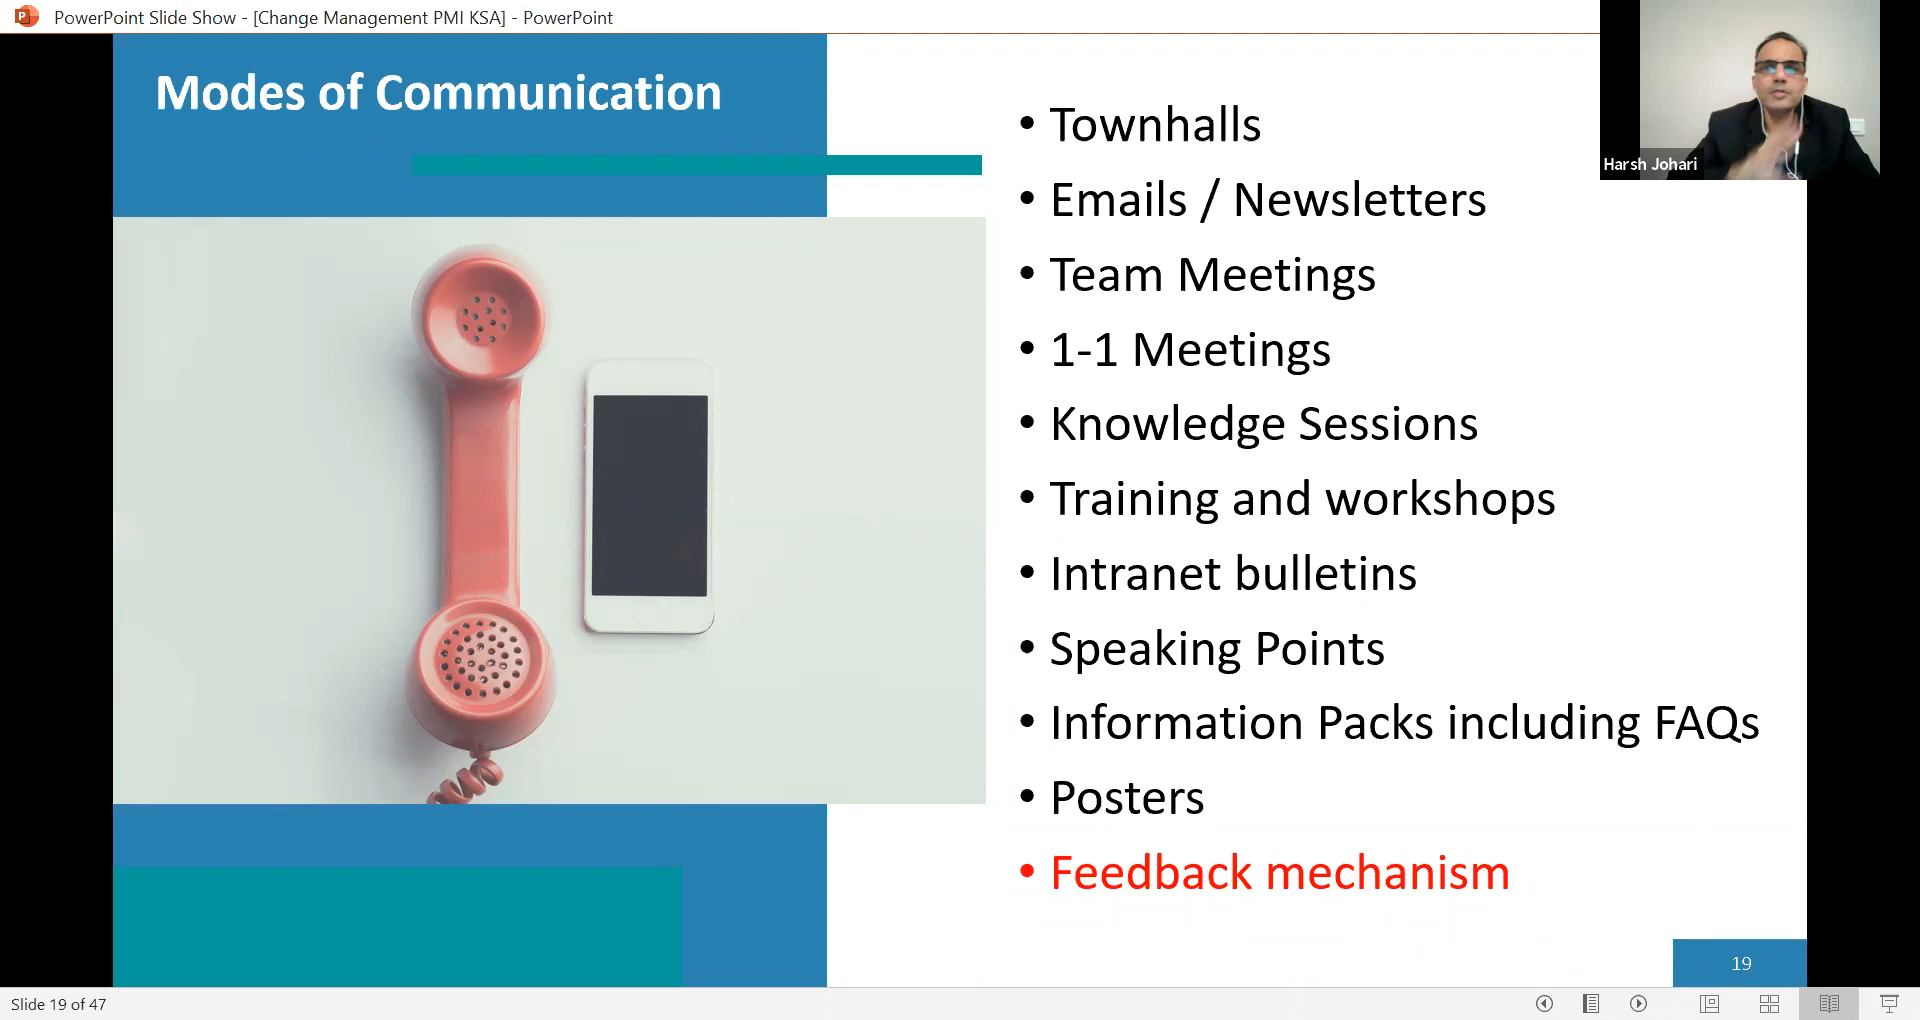 PowerPoint Slide Show - [Change Management PMI KSA] - PowerPoint
Modes of Communication
• Townhalls
• Emails / Newsletters
• Team Meetings
• 1-1 Meetings
• Knowledge Sessions
• Training and workshops
• Intranet bulletins
• Speaking Points
• Information Packs including FAQs
• Posters
• Feedback mechanism
Harsh Johari
19
Slide 19 of 47